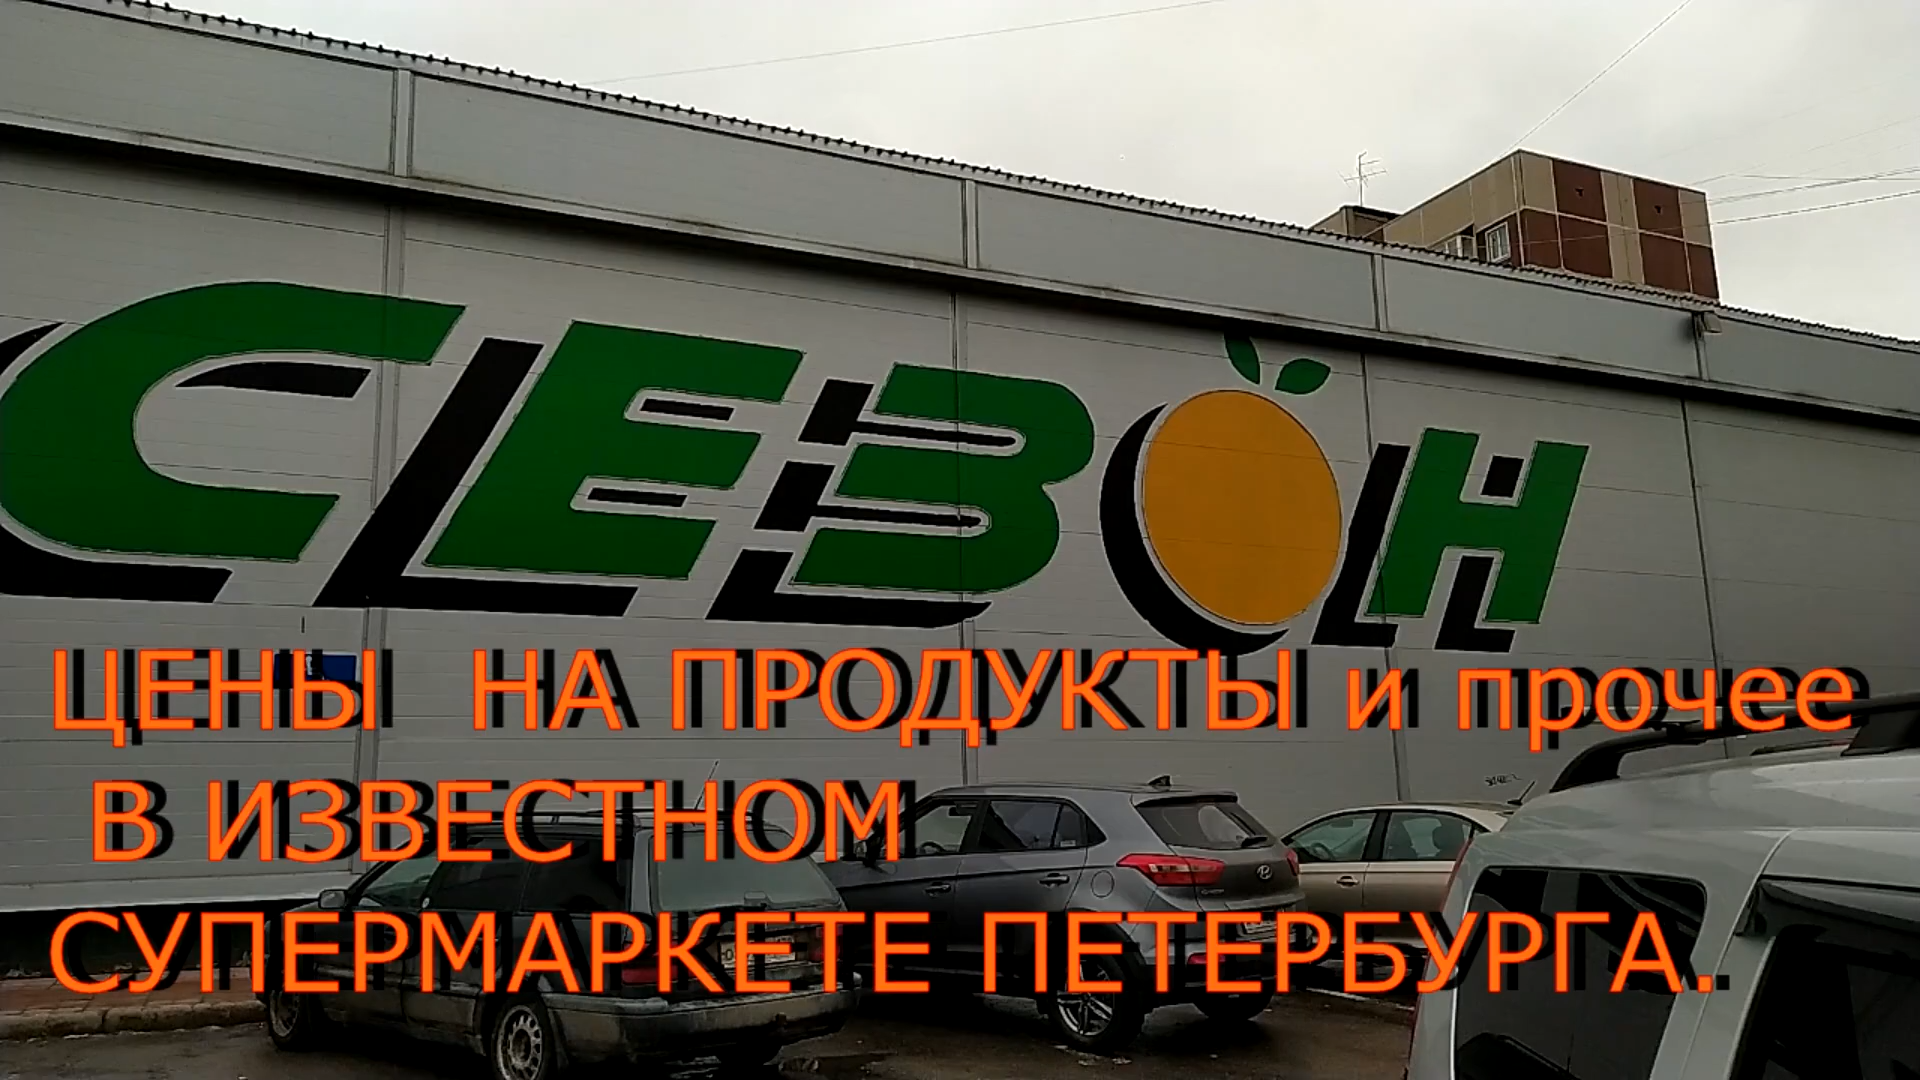 СЕЗОН
ЦЕНЫ НА ПРОДУКТЫ и прочее
В ИЗВЕСТНОМ
СУПЕРМАРКЕТЕ ПЕТЕРБУРГА..